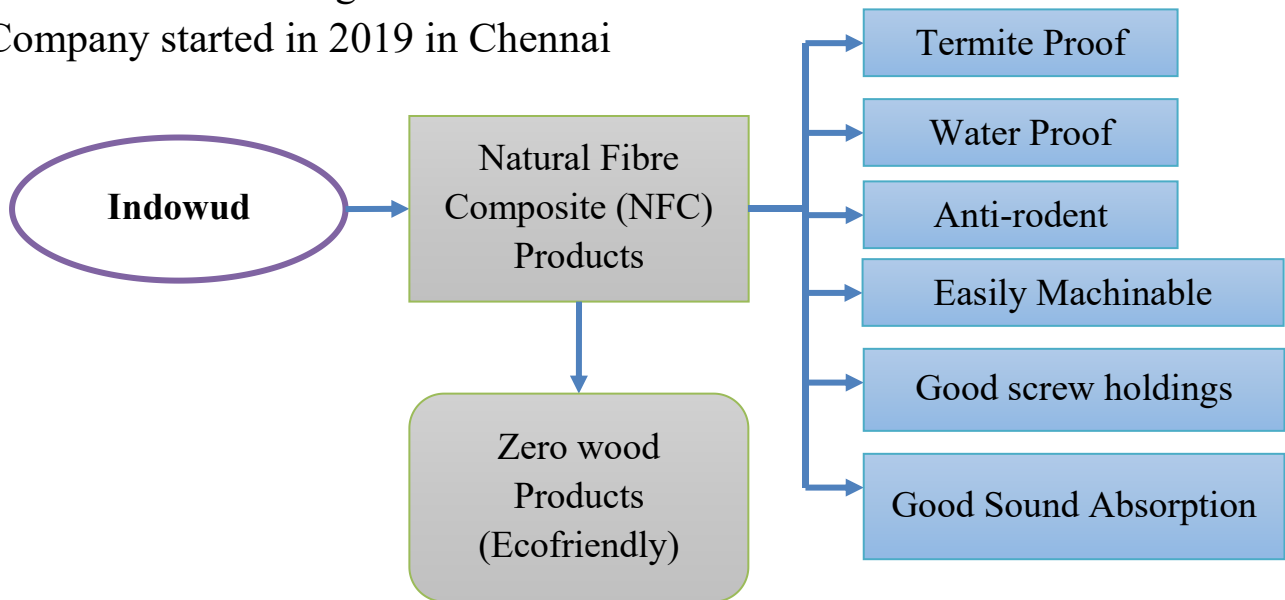 Company started in 2019 in Chennai
Indowud
Natural Fibre
Composite (NFC)
Products
Zero wood
Products
(Ecofriendly)
Termite Proof
Water Proof
Anti-rodent
Easily Machinable
Good screw holdings
Good Sound Absorption